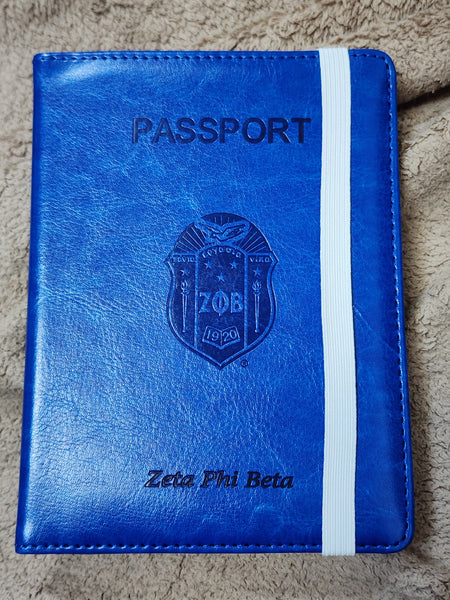 PASSPORT
ΖΦΒ
1920
®
Zeta Phi Beta